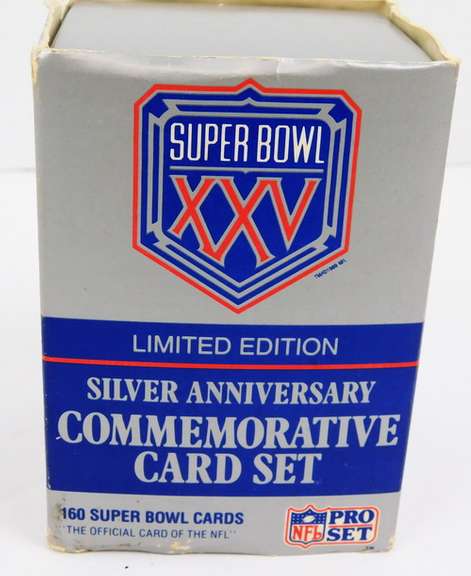 SUPER BOWL
XXV
LIMITED EDITION
SILVER ANNIVERSARY
COMMEMORATIVE
CARD SET
160 SUPER BOWL CARDS
"THE OFFICIAL CARD OF THE NFL"
NFL
PRO
SET